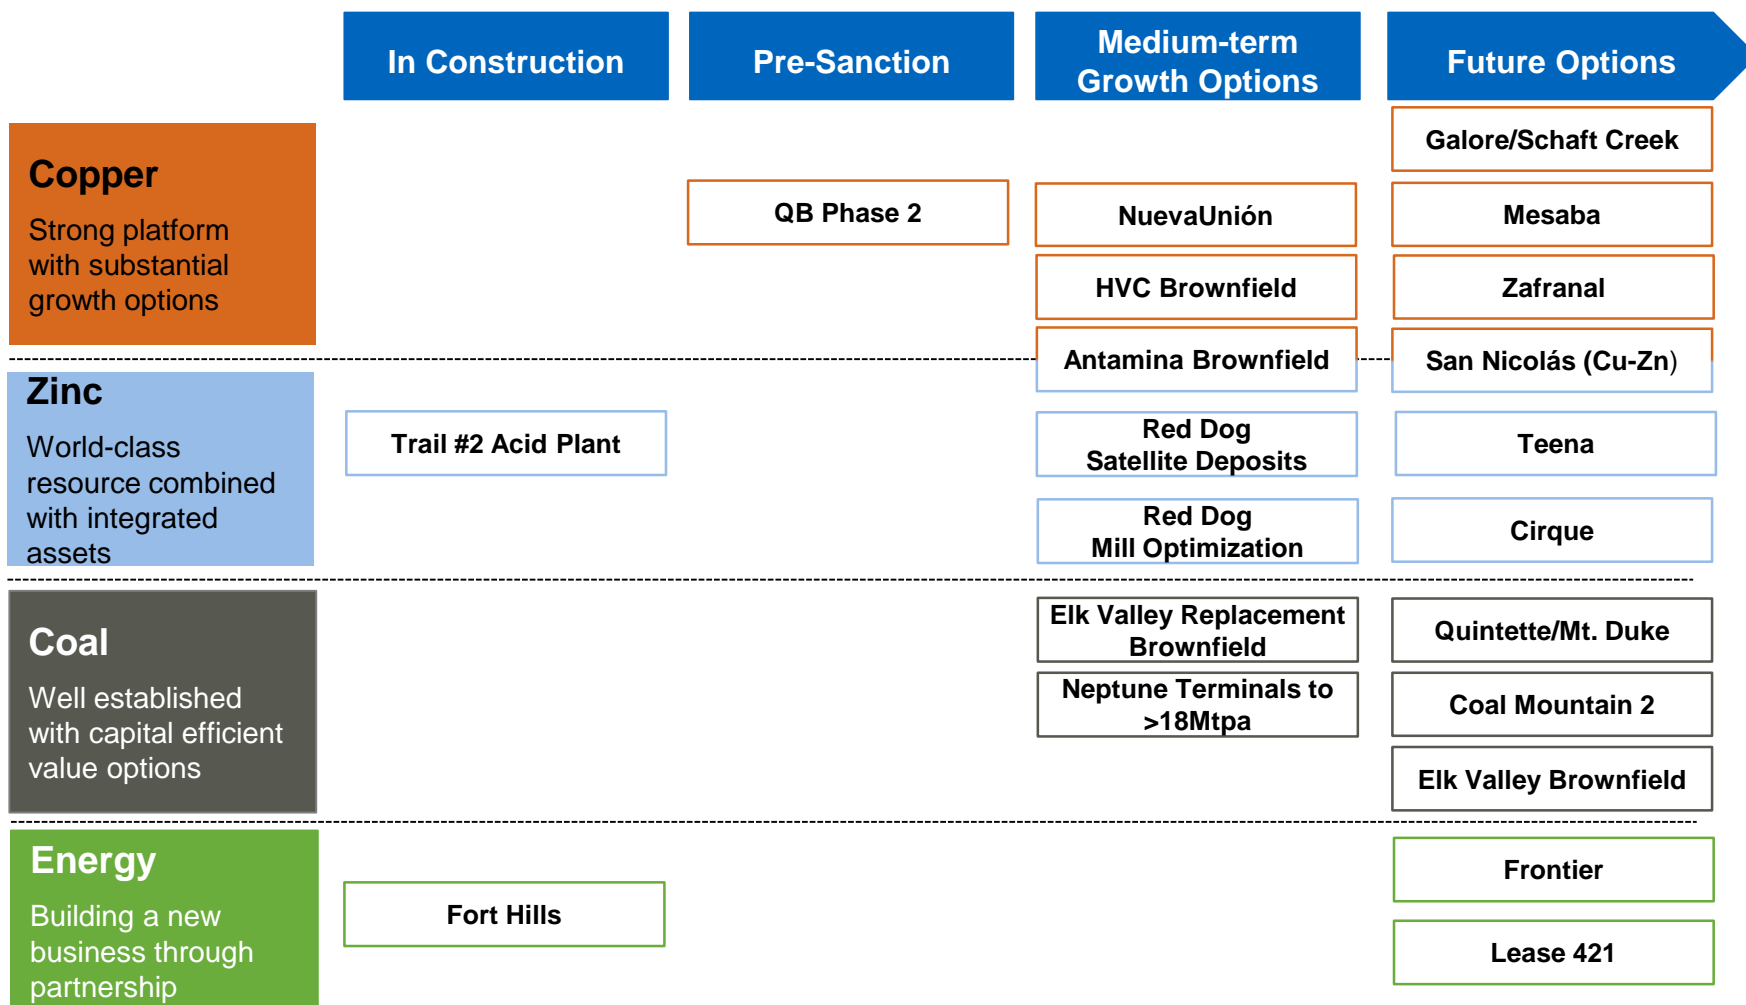 In Construction
Pre-Sanction
Medium-term
Growth Options
Future Options
Copper
Strong platform
with substantial
growth options
QB Phase 2
NuevaUnión
HVC Brownfield
Antamina Brownfield
Galore/Schaft Creek
Mesaba
Zafranal
San Nicolás (Cu-Zn)
Zinc
World-class
resource combined
with integrated
assets
Trail #2 Acid Plant
Red Dog
Satellite Deposits
Red Dog
Mill Optimization
Teena
Cirque
Coal
Well established
with capital efficient
value options
Elk Valley Replacement
Brownfield
Neptune Terminals to
>18Mtpa
Quintette/Mt. Duke
Coal Mountain 2
Elk Valley Brownfield
Energy
Building a new
business through
partnership
Fort Hills
Frontier
Lease 421